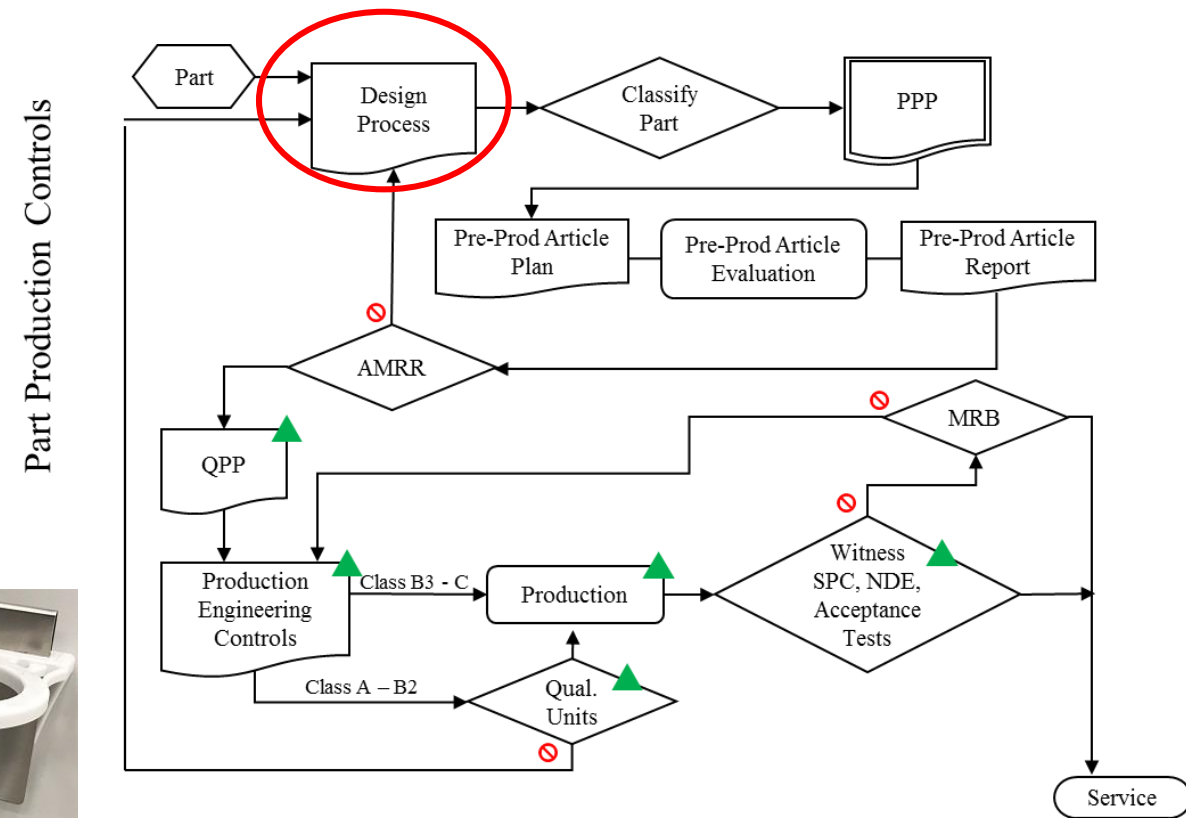 Part Production Controls
Part
Design
Process
Classify
Part
PPP
Pre-Prod Article
Plan
Pre-Prod Article
Evaluation
Pre-Prod Article
Report
AMRR
MRB
QPP
Witness
SPC, NDE,
Acceptance
Tests
Production
Engineering
Controls
Class B3 - C
Production
Class A – B2
Qual.
Units
Service